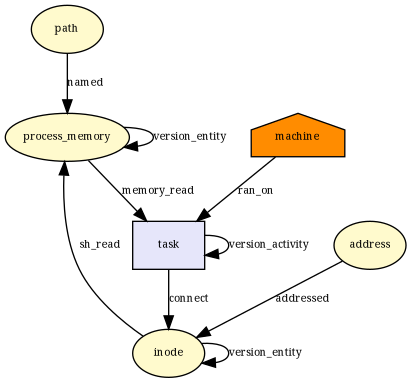 path
named
process_memory
version_entity
machine
memory_read
ran_on
sh_read
task
version_activity
address
connect
addressed
inode
version_entity